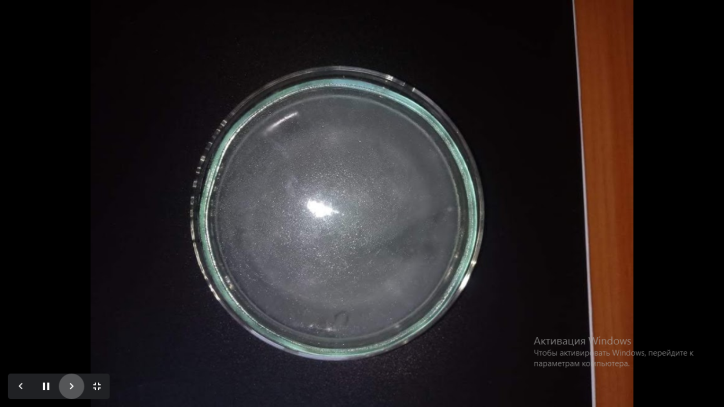 Активация Windows
Чтобы активировать Windows, перейдите к
параметрам компьютера.